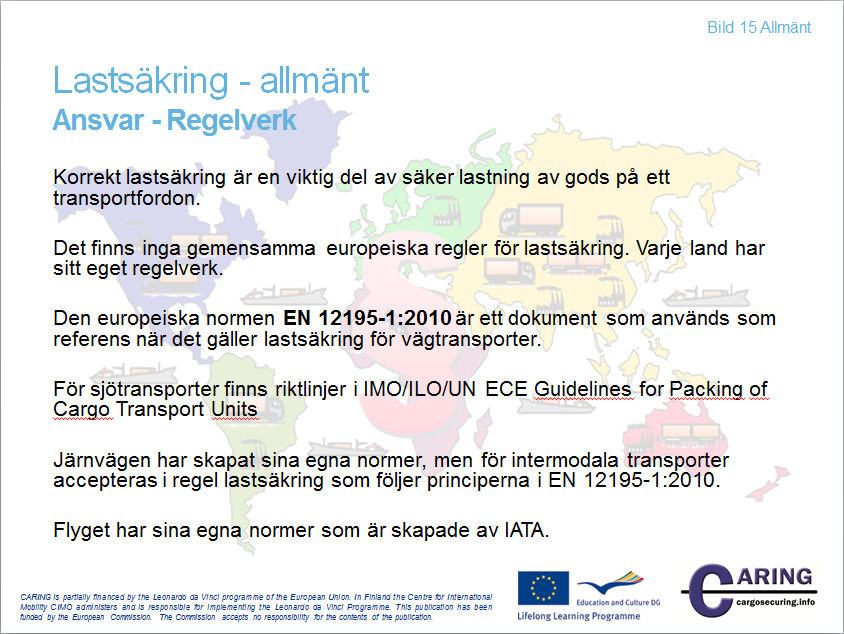 Bild 15 Allmänt
Lastsäkring - allmänt
Ansvar - Regelverk
Korrekt lastsäkring är en viktig del av säker lastning av gods på ett
transportfordon.
Det finns inga gemensamma europeiska regler för lastsäkring. Varje land har
sitt eget regelverk.
Den europeiska normen EN 12195-1:2010 är ett dokument som används som
referens när det gäller lastsäkring för vägtransporter.
För sjötransporter finns riktlinjer i IMO/ILO/UN ECE Guidelines for Packing of
Cargo Transport Units
Järnvägen har skapat sina egna normer, men för intermodala transporter
accepteras i regel lastsäkring som följer principerna i EN 12195-1:2010.
Flyget har sina egna normer som är skapade av IATA.
CARING is partially financed by the Leonardo da Vinci programme of the European Union. In Finland the Centre for International
Mobility CIMO administers and is responsible for implementing the Leonardo da Vinci Programme. This publication has been
funded by the European Commission. The Commission accepts no responsibility for the contents of the publication.
Education and Culture DG
Lifelong Learning Programme
CARING
cargosecuring.info